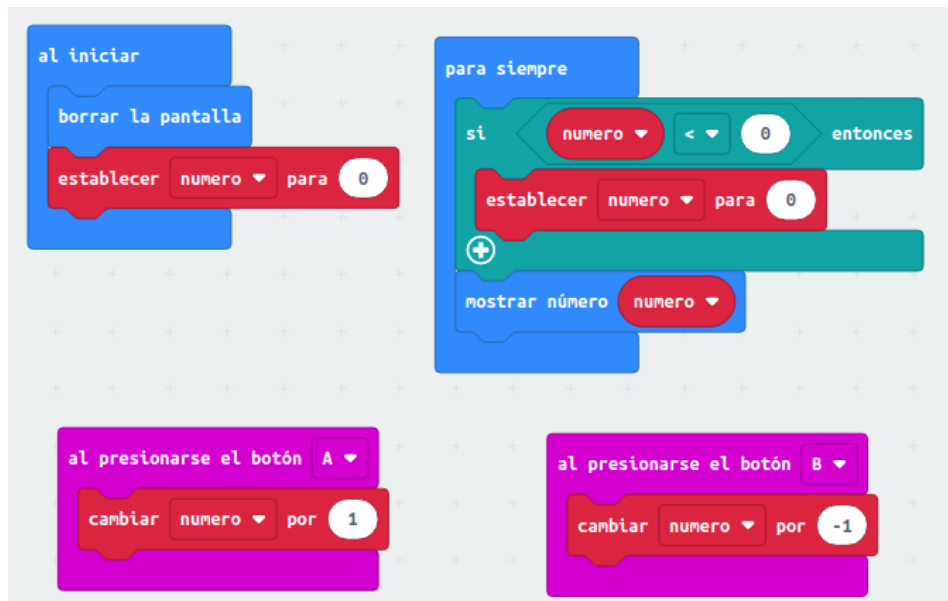 al iniciar
borrar la pantalla
establecer numero para 0
para siempre
si numero < 0 entonces
establecer numero para 0
mostrar número numero
al presionarse el botón A
cambiar numero por 1
al presionarse el botón B
cambiar numero por -1